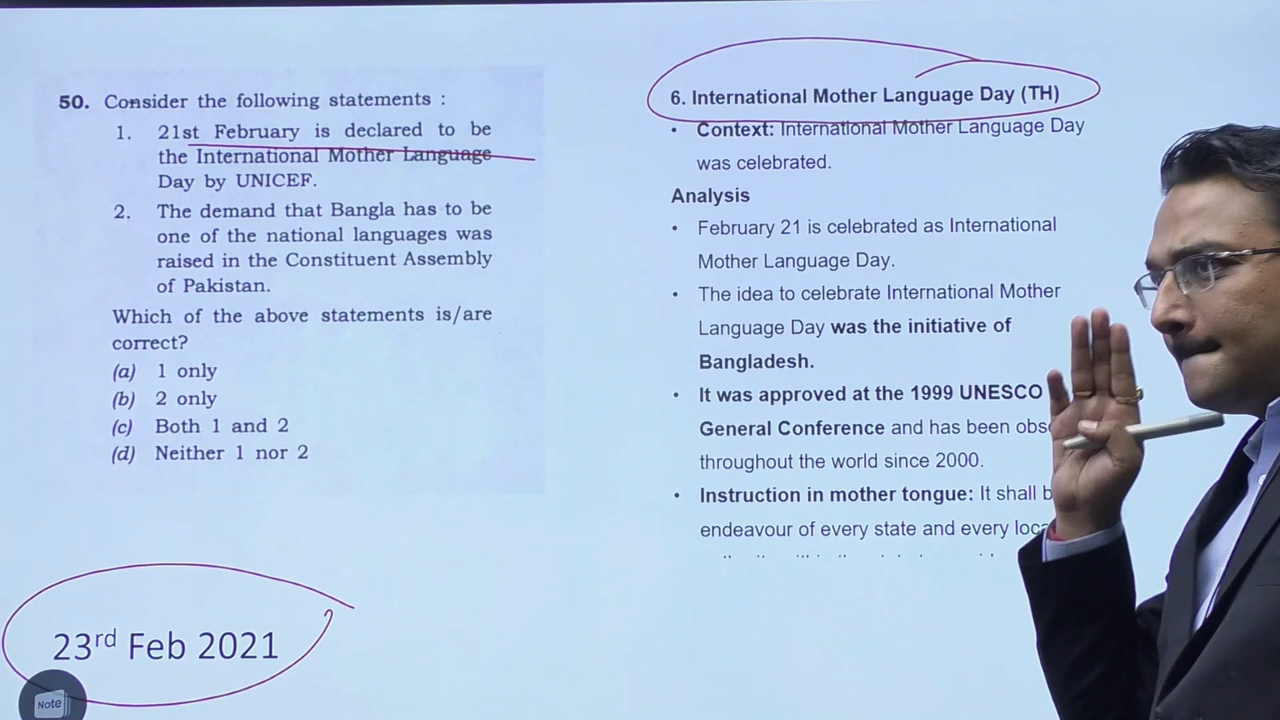 50. Consider the following statements :
1. 21st February is declared to be
the International Mother Language
Day by UNICEF.
2. The demand that Bangla has to be
one of the national languages was
raised in the Constituent Assembly
of Pakistan.
Which of the above statements is/are
correct?
(a) 1 only
(b) 2 only
(c) Both 1 and 2
(d) Neither 1 nor 2
23rd Feb 2021
Note
6. International Mother Language Day (TH)
• Context: International Mother Language Day
was celebrated.
Analysis
• February 21 is celebrated as International
Mother Language Day.
• The idea to celebrate International Mother
Language Day was the initiative of
Bangladesh.
• It was approved at the 1999 UNESCO
General Conference and has been
throughout the world since 2000.
• Instruction in mother tongue: It shall
endeavour of every state and every